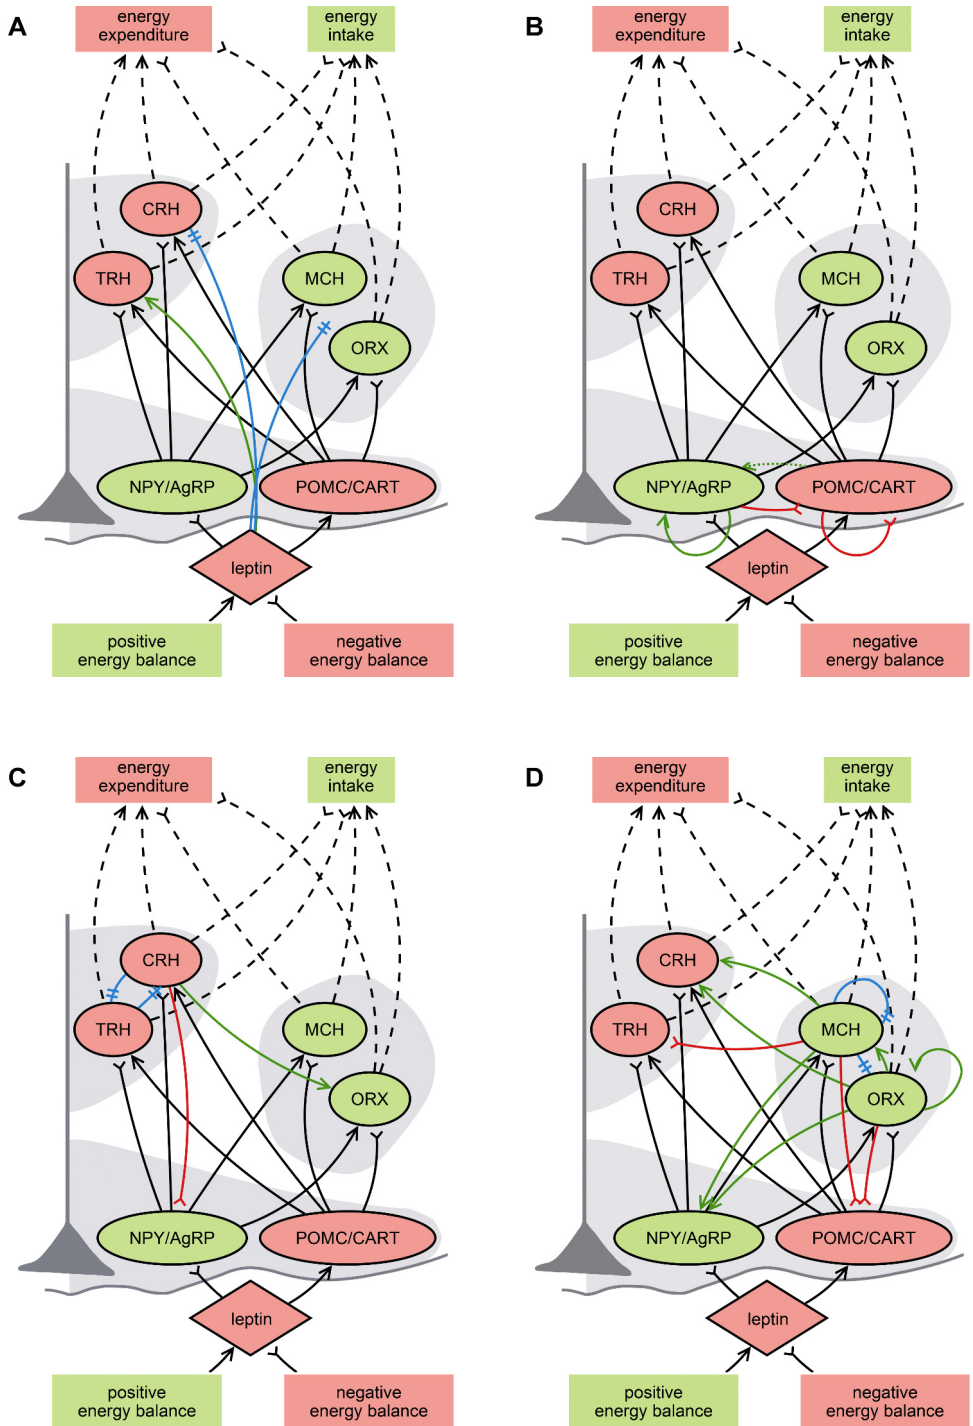 A
energy
expenditure
energy
intake
CRH
TRH
MCH
ORX
NPY/AgRP
POMC/CART
leptin
positive
energy balance
negative
energy balance
B
energy
expenditure
energy
intake
CRH
TRH
MCH
ORX
NPY/AgRP
POMC/CART
leptin
positive
energy balance
negative
energy balance
C
energy
expenditure
energy
intake
CRH
TRH
MCH
ORX
NPY/AgRP
POMC/CART
leptin
positive
energy balance
negative
energy balance
D
energy
expenditure
energy
intake
CRH
TRH
MCH
ORX
NPY/AgRP
POMC/CART
leptin
positive
energy balance
negative
energy balance